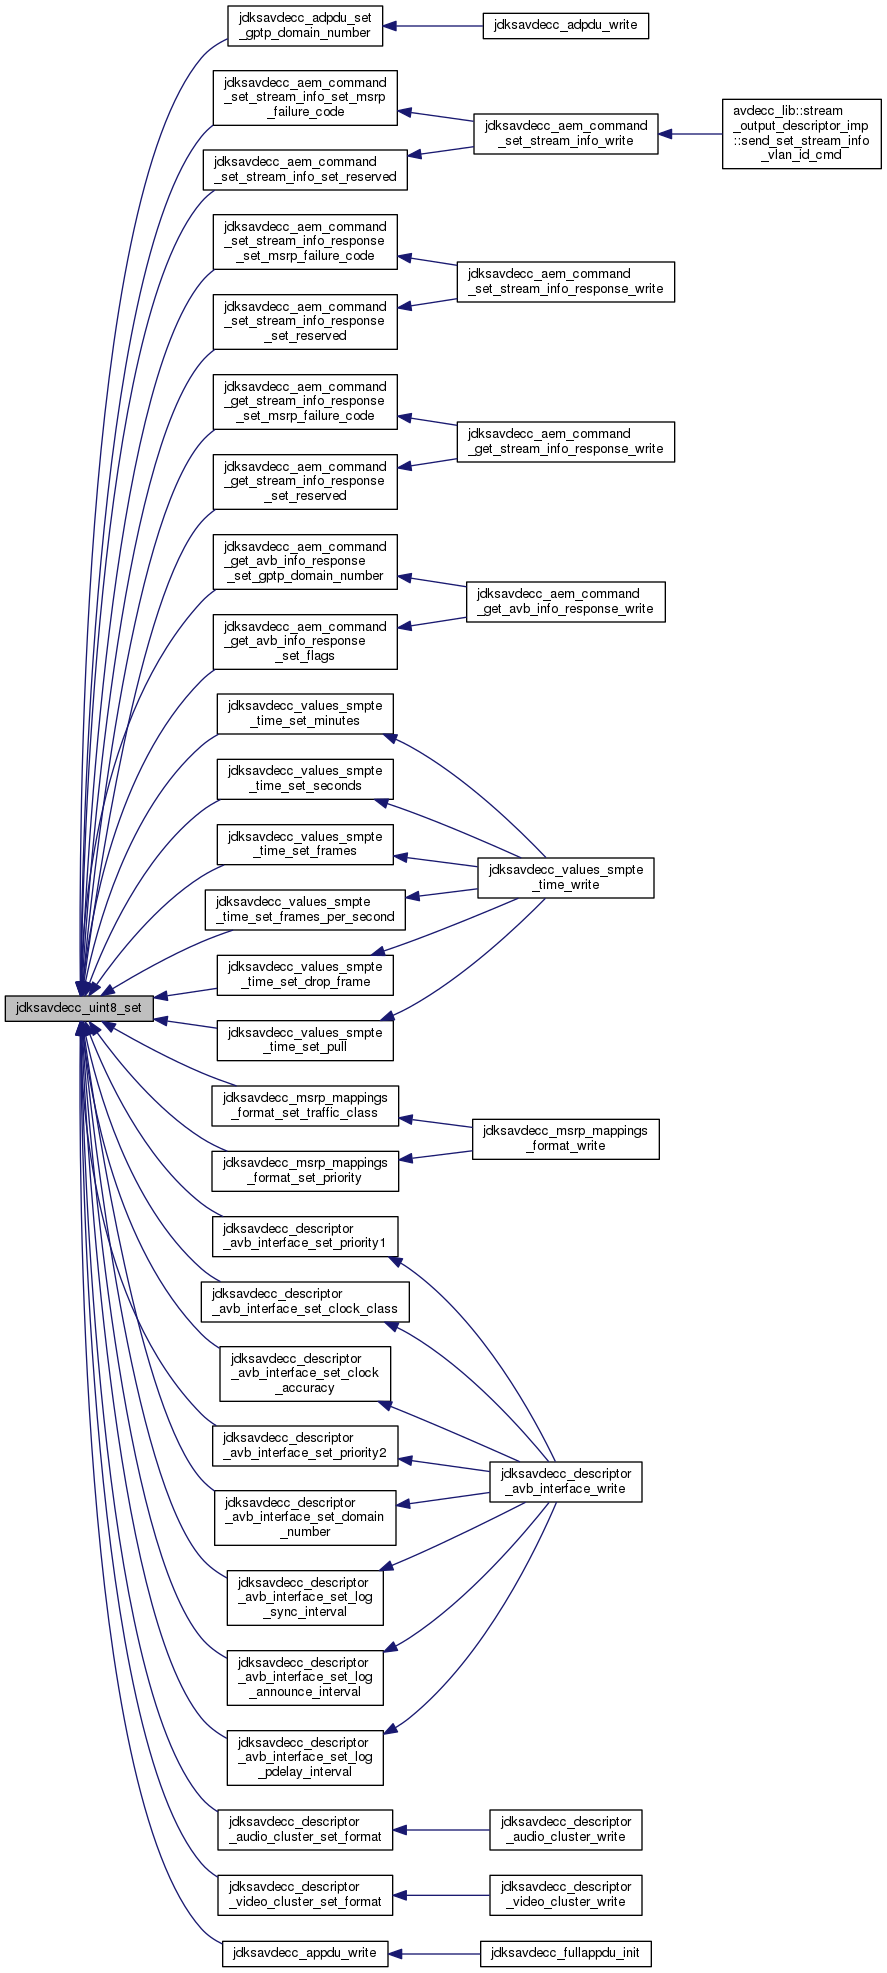 jdksavdecc_adpdu_set
_gptp_domain_number
jdksavdecc_adpdu_write
jdksavdecc_aem_command
_set_stream_info_set_msrp
_failure_code
jdksavdecc_aem_command
_set_stream_info_write
avdecc_lib::stream
_output_descriptor_imp
::send_set_stream_info
_vlan_id_cmd
jdksavdecc_aem_command
_set_stream_info_set_reserved
jdksavdecc_aem_command
_set_stream_info_response
_set_msrp_failure_code
jdksavdecc_aem_command
_set_stream_info_response_write
jdksavdecc_aem_command
_set_stream_info_response
_set_reserved
jdksavdecc_aem_command
_get_stream_info_response
_set_msrp_failure_code
jdksavdecc_aem_command
_get_stream_info_response_write
jdksavdecc_aem_command
_get_stream_info_response
_set_reserved
jdksavdecc_aem_command
_get_avb_info_response
_set_gptp_domain_number
jdksavdecc_aem_command
_get_avb_info_response_write
jdksavdecc_aem_command
_get_avb_info_response
_set_flags
jdksavdecc_values_smpte
_time_set_minutes
jdksavdecc_values_smpte
_time_set_seconds
jdksavdecc_values_smpte
_time_set_frames
jdksavdecc_values_smpte
_time_write
jdksavdecc_values_smpte
_time_set_frames_per_second
jdksavdecc_values_smpte
_time_set_drop_frame
jdksavdecc_uint8_set
jdksavdecc_values_smpte
_time_set_pull
jdksavdecc_msrp_mappings
_format_set_traffic_class
jdksavdecc_msrp_mappings
_format_write
jdksavdecc_msrp_mappings
_format_set_priority
jdksavdecc_descriptor
_avb_interface_set_priority1
jdksavdecc_descriptor
_avb_interface_set_clock_class
jdksavdecc_descriptor
_avb_interface_set_clock
_accuracy
jdksavdecc_descriptor
_avb_interface_set_priority2
jdksavdecc_descriptor
_avb_interface_write
jdksavdecc_descriptor
_avb_interface_set_domain
_number
jdksavdecc_descriptor
_avb_interface_set_log
_sync_interval
jdksavdecc_descriptor
_avb_interface_set_log
_announce_interval
jdksavdecc_descriptor
_avb_interface_set_log
_pdelay_interval
jdksavdecc_descriptor
_audio_cluster_set_format
jdksavdecc_descriptor
_audio_cluster_write
jdksavdecc_descriptor
_video_cluster_set_format
jdksavdecc_descriptor
_video_cluster_write
jdksavdecc_appdu_write
jdksavdecc_fullappdu_init